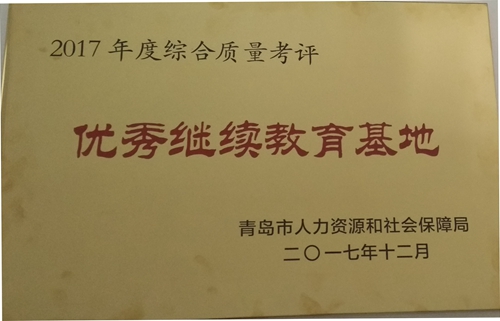 2017 年度综合质量考评
优秀继续教育基地
青岛市人力资源和社会保障局
二〇一七年十二月